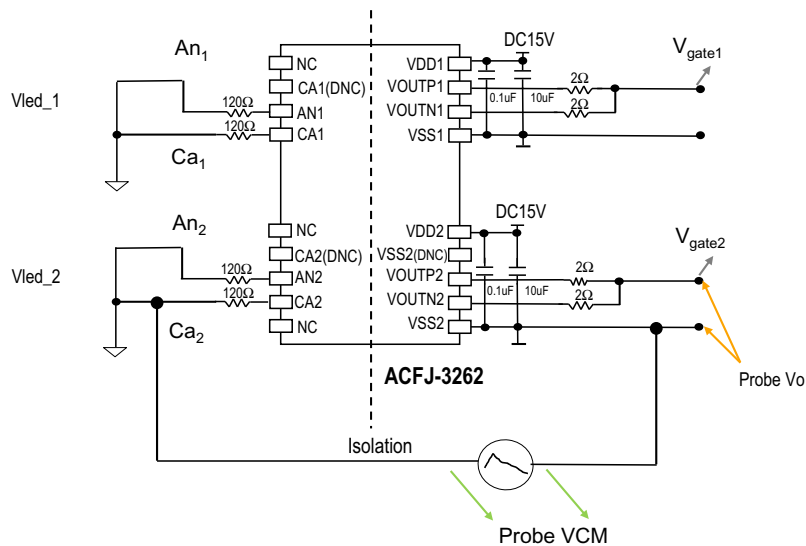 DC15V
An₁
NC
VDD1
V_gate1
CA1(DNC)
VOUTP1
2Ω
Vled_1
120Ω
AN1
VOUTN1
0.1uF
10uF
2Ω
120Ω
CA1
VSS1
Ca₁
DC15V
An₂
NC
VDD2
V_gate2
CA2(DNC)
VSS2(DNC)
Vled_2
120Ω
AN2
VOUTP2
2Ω
0.1uF
10uF
120Ω
CA2
VOUTN2
2Ω
Ca₂
NC
VSS2
ACFJ-3262
Probe Vo
Isolation
Probe VCM